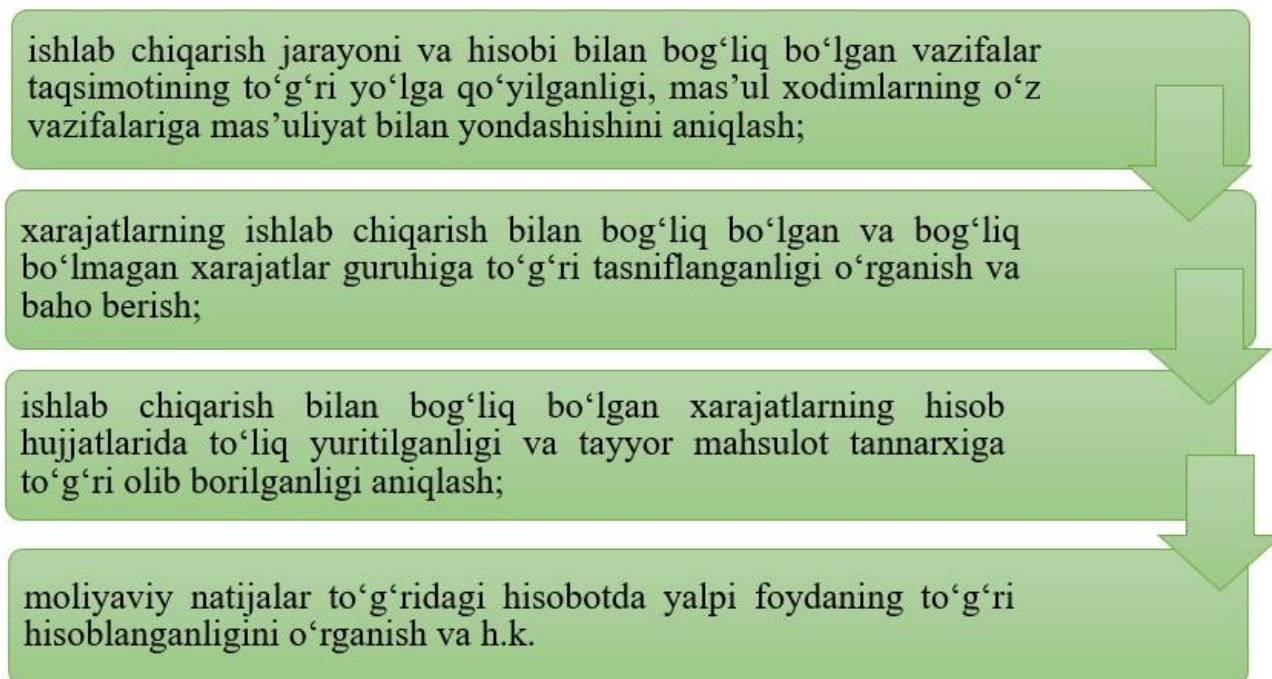 ishlab chiqarish jarayoni va hisobi bilan bog‘liq bo‘lgan vazifalar
taqsimotining to‘g‘ri yo‘lga qo‘yilganligi, mas’ul xodimlarning o‘z
vazifalariga mas’uliyat bilan yondashishini aniqlash;
xarajatlarning ishlab chiqarish bilan bog‘liq bo‘lgan va bog‘liq
bo‘lmagan xarajatlar guruhiga to‘g‘ri tasniflanganligi o‘rganish va
baho berish;
ishlab chiqarish bilan bog‘liq bo‘lgan xarajatlarning hisob
hujjatlarida to‘liq yuritilganligi va tayyor mahsulot tannarxiga
to‘g‘ri olib borilganligi aniqlash;
moliyaviy natijalar to‘g‘ridagi hisobotda yalpi foydaning to‘g‘ri
hisoblanganligini o‘rganish va h.k.